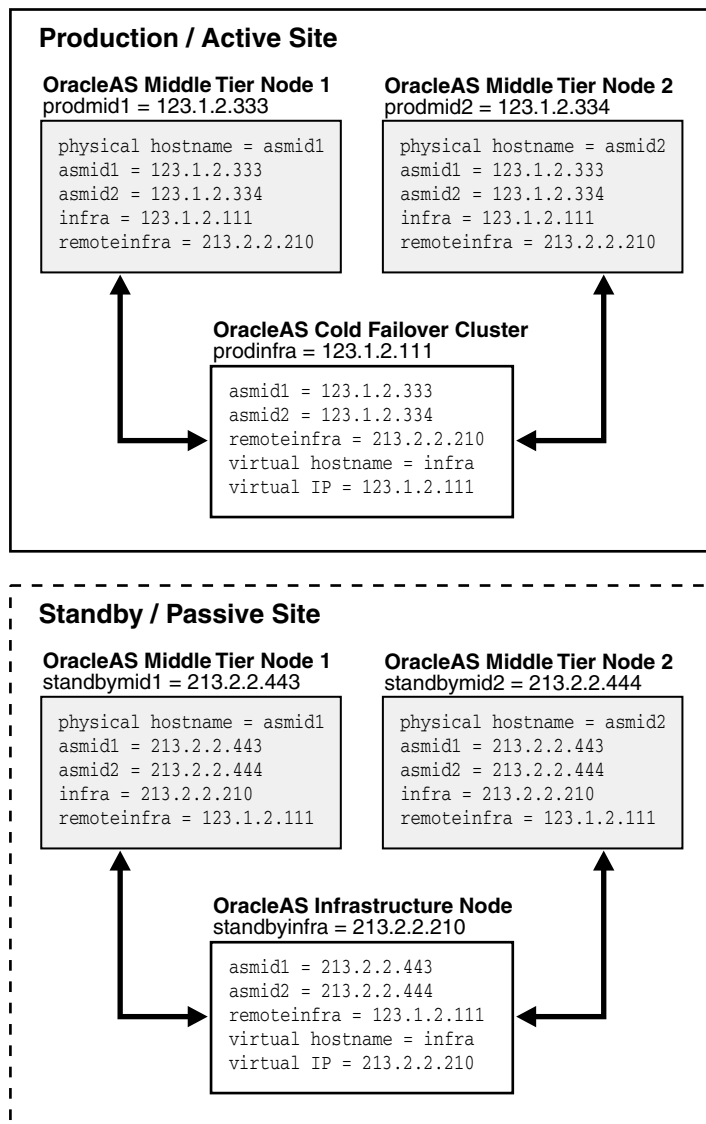 Production / Active Site
OracleAS Middle Tier Node 1
prodmid1 = 123.1.2.333
physical hostname = asmid1
asmid1 = 123.1.2.333
asmid2 = 123.1.2.334
infra = 123.1.2.111
remoteinfra = 213.2.2.210
OracleAS Middle Tier Node 2
prodmid2 = 123.1.2.334
physical hostname = asmid2
asmid1 = 123.1.2.333
asmid2 = 123.1.2.334
infra = 123.1.2.111
remoteinfra = 213.2.2.210
OracleAS Cold Failover Cluster
prodinfra = 123.1.2.111
asmid1 = 123.1.2.333
asmid2 = 123.1.2.334
remoteinfra = 213.2.2.210
virtual hostname = infra
virtual IP = 123.1.2.111
Standby / Passive Site
OracleAS Middle Tier Node 1
standbymid1 = 213.2.2.443
physical hostname = asmid1
asmid1 = 213.2.2.443
asmid2 = 213.2.2.444
infra = 213.2.2.210
remoteinfra = 123.1.2.111
OracleAS Middle Tier Node 2
standbymid2 = 213.2.2.444
physical hostname = asmid2
asmid1 = 213.2.2.443
asmid2 = 213.2.2.444
infra = 213.2.2.210
remoteinfra = 123.1.2.111
OracleAS Infrastructure Node
standbyinfra = 213.2.2.210
asmid1 = 213.2.2.443
asmid2 = 213.2.2.444
remoteinfra = 123.1.2.111
virtual hostname = infra
virtual IP = 213.2.2.210